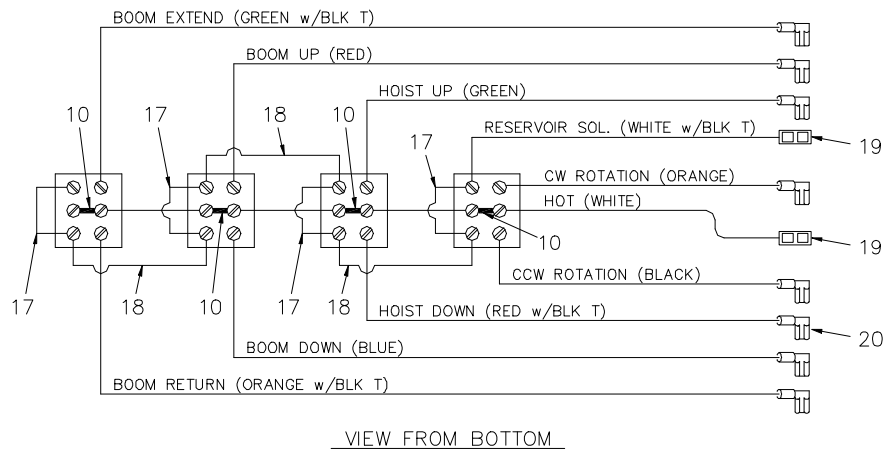 BOOM EXTEND (GREEN w/BLK T)
BOOM UP (RED)
HOIST UP (GREEN)
17
10
18
10
17
RESERVOIR SOL. (WHITE w/BLK T)
19
10
CW ROTATION (ORANGE)
HOT (WHITE)
10
19
CCW ROTATION (BLACK)
17
18
10
17
18
HOIST DOWN (RED w/BLK T)
20
BOOM DOWN (BLUE)
BOOM RETURN (ORANGE w/BLK T)
VIEW FROM BOTTOM